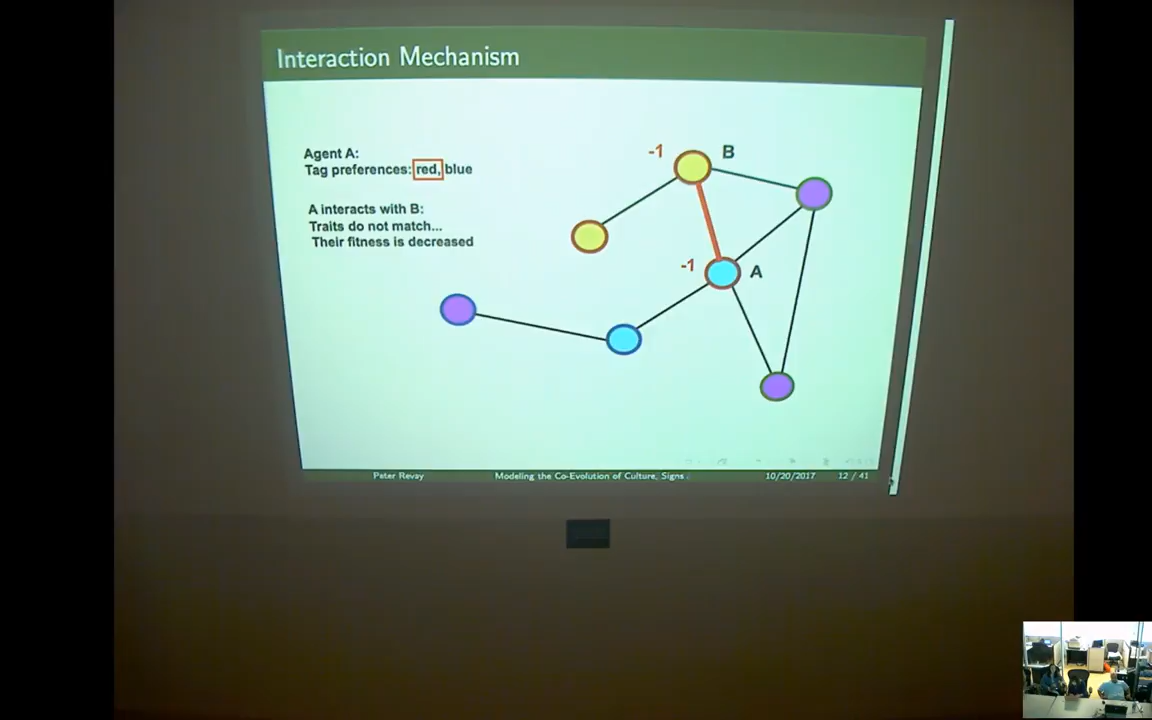 Interaction Mechanism
Agent A:
Tag preferences: red, blue
A interacts with B:
Traits do not match...
Their fitness is decreased
-1
B
-1
A
Peter Revay
Modeling the Co-Evolution of Culture, Signs
10/20/2017
12 / 41